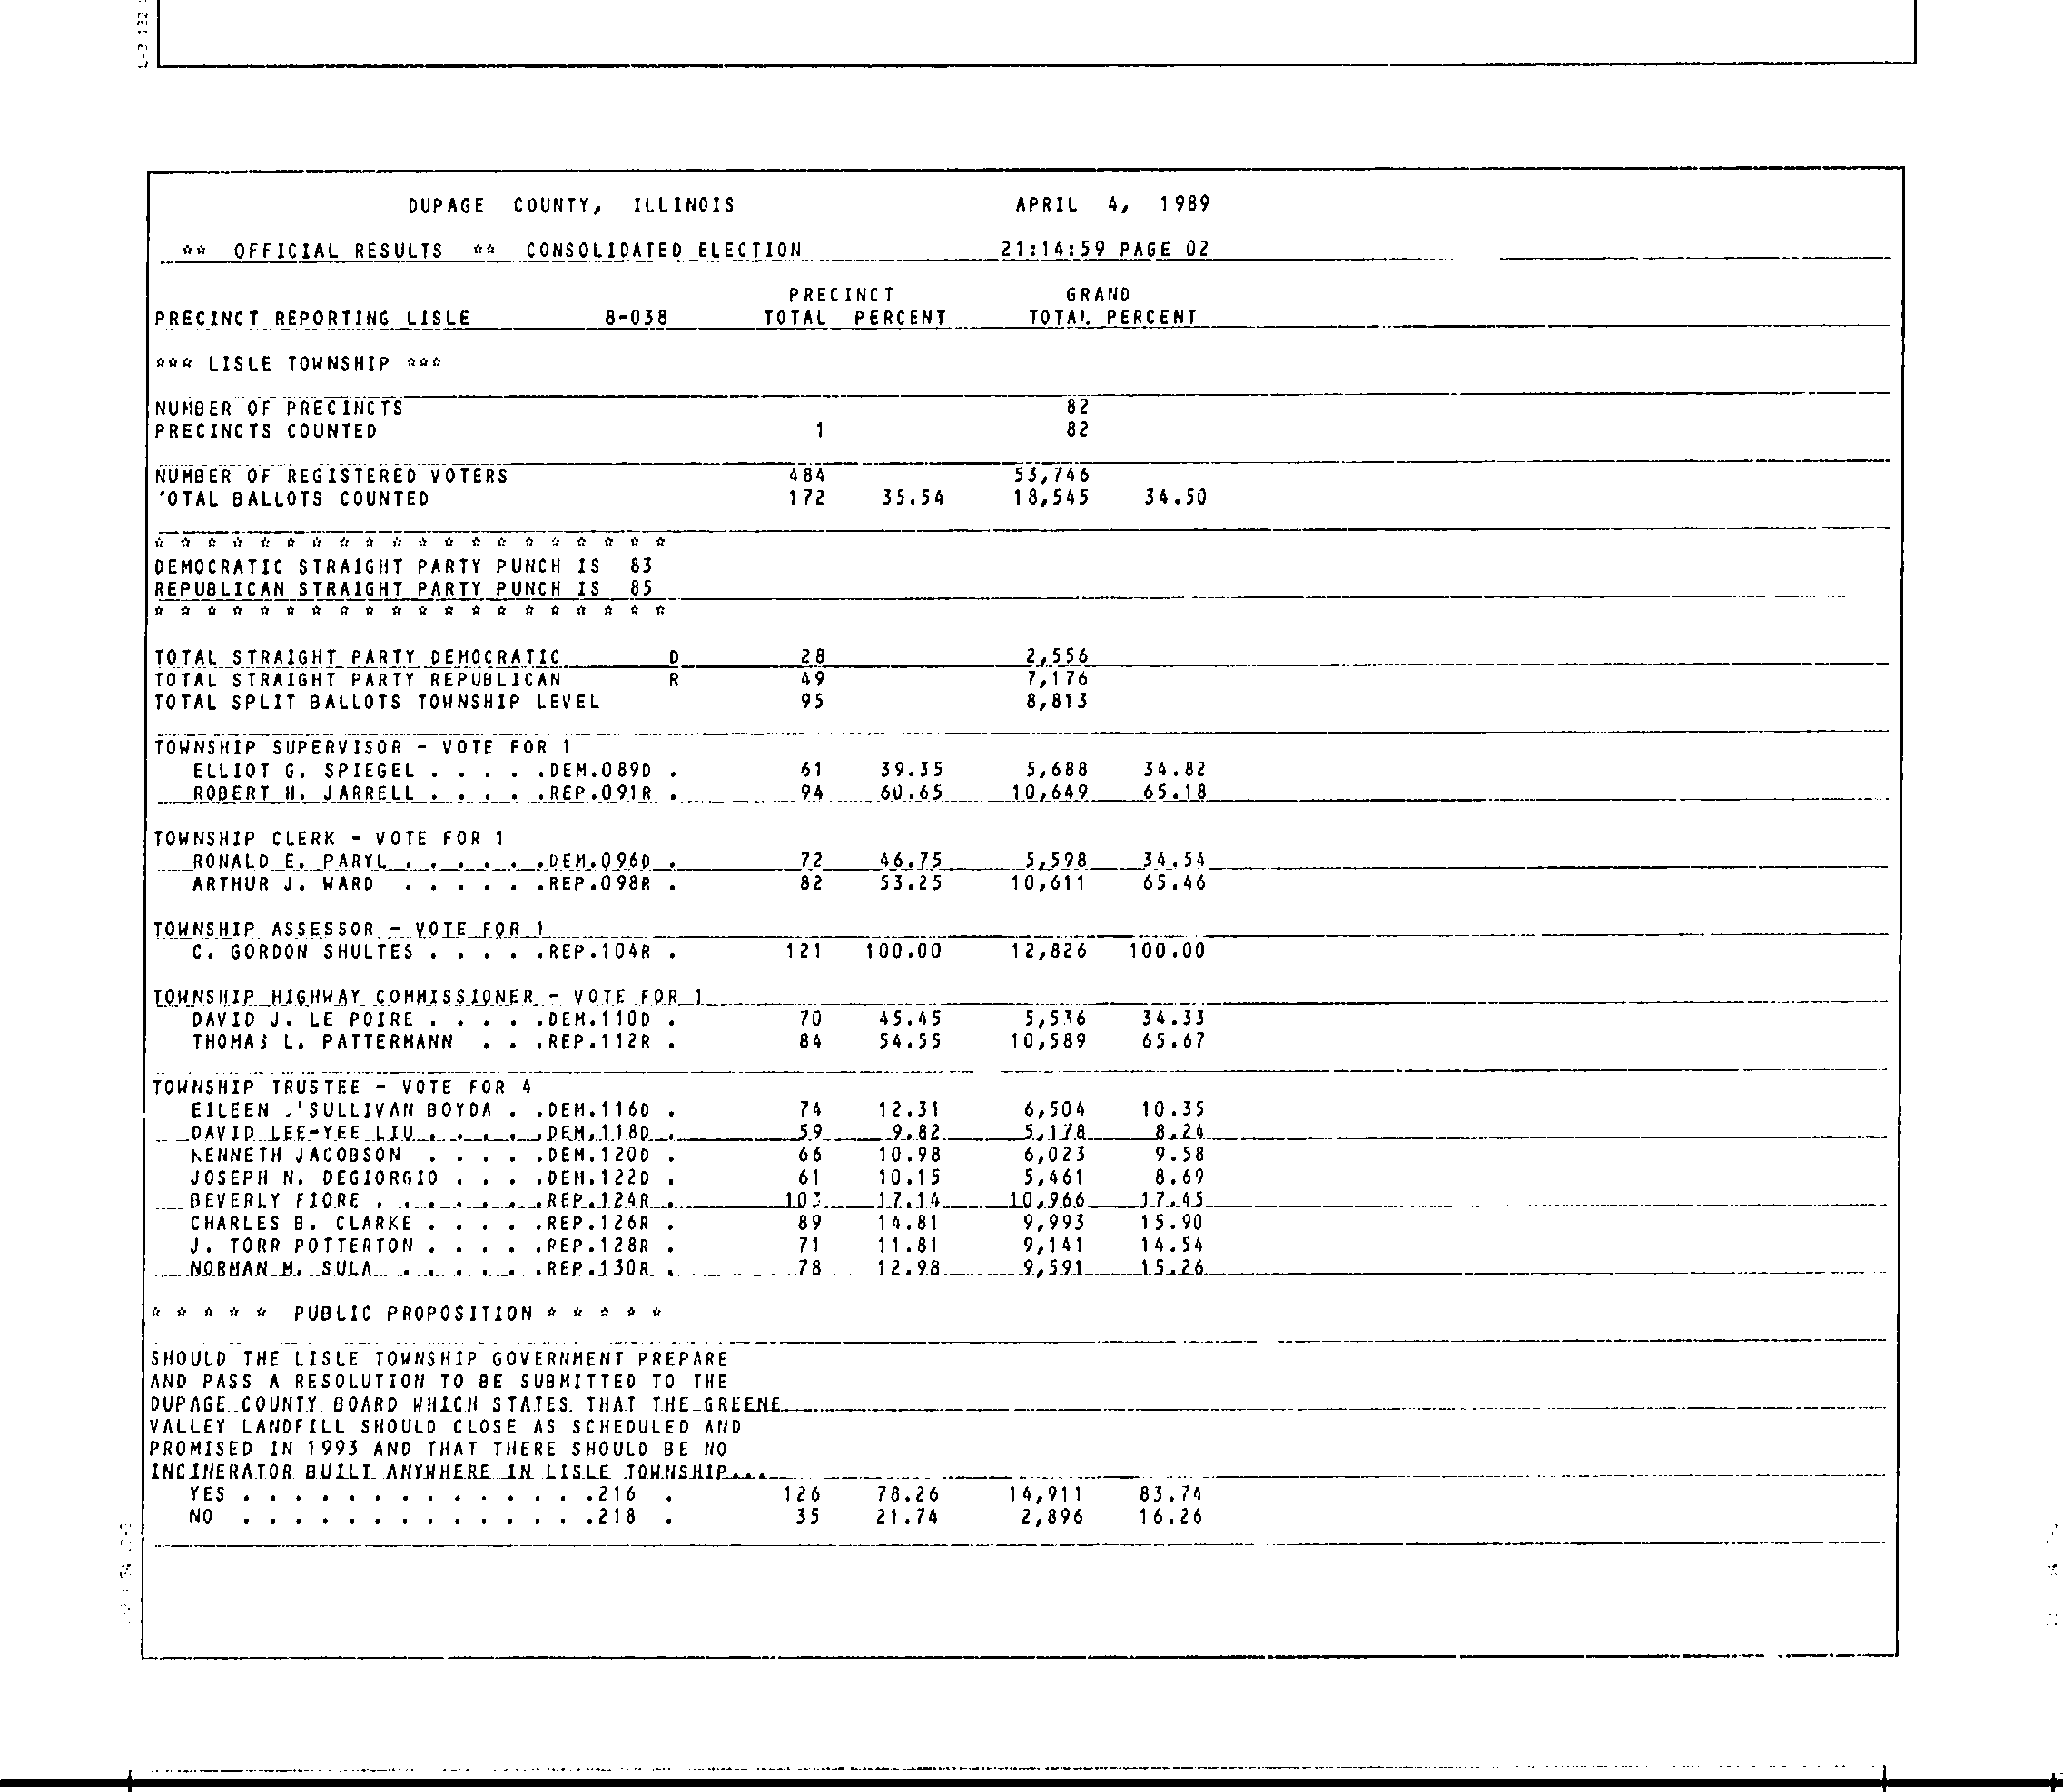 DUPAGE COUNTY, ILLINOIS APRIL 4, 1989
** OFFICIAL RESULTS ** CONSOLIDATED ELECTION 21:14:59 PAGE 02
PRECINCT GRAND
PRECINCT REPORTING LISLE 8-038 TOTAL PERCENT TOTAL PERCENT
*** LISLE TOWNSHIP ***
NUMBER OF PRECINCTS 82
PRECINCTS COUNTED 1 82
NUMBER OF REGISTERED VOTERS 484 53,746
'OTAL BALLOTS COUNTED 172 35.54 18,545 34.50
* * * * * * * * * * * * * * * * * * * *
DEMOCRATIC STRAIGHT PARTY PUNCH IS 83
REPUBLICAN STRAIGHT PARTY PUNCH IS 85
* * * * * * * * * * * * * * * * * * * *
TOTAL STRAIGHT PARTY DEMOCRATIC D 28 2,556
TOTAL STRAIGHT PARTY REPUBLICAN R 49 7,176
TOTAL SPLIT BALLOTS TOWNSHIP LEVEL 95 8,813
TOWNSHIP SUPERVISOR - VOTE FOR 1
ELLIOT G. SPIEGEL . . . . .DEM.089D . 61 39.35 5,688 34.82
ROBERT H. JARRELL . . . . .REP.091R . 94 60.65 10,649 65.18
TOWNSHIP CLERK - VOTE FOR 1
RONALD E. PARYL . . . . . .DEM.096D . 72 46.75 5,598 34.54
ARTHUR J. WARD . . . . . .REP.098R . 82 53.25 10,611 65.46
TOWNSHIP ASSESSOR - VOTE FOR 1
C. GORDON SHULTES . . . . .REP.104R . 121 100.00 12,826 100.00
TOWNSHIP HIGHWAY COMMISSIONER - VOTE FOR 1
DAVID J. LE POIRE . . . . .DEM.110D . 70 45.45 5,536 34.33
THOMAS L. PATTERMANN . . .REP.112R . 84 54.55 10,589 65.67
TOWNSHIP TRUSTEE - VOTE FOR 4
EILEEN .'SULLIVAN BOYDA . .DEM.116D . 74 12.31 6,504 10.35
DAVID LEE-YEE LIU . . . . .DEM.118D . 59 9.82 5,178 8.24
KENNETH JACOBSON . . . . .DEM.120D . 66 10.98 6,023 9.58
JOSEPH N. DEGIORGIO . . . .DEM.122D . 61 10.15 5,461 8.69
BEVERLY FIORE . . . . . . .REP.124R . 103 17.14 10,966 17.45
CHARLES B. CLARKE . . . . .REP.126R . 89 14.81 9,993 15.90
J. TORR POTTERTON . . . . .REP.128R . 71 11.81 9,141 14.54
NORMAN M. SULA . . . . . .REP.130R . 78 12.98 9,591 15.26
* * * * * PUBLIC PROPOSITION * * * * *
SHOULD THE LISLE TOWNSHIP GOVERNMENT PREPARE
AND PASS A RESOLUTION TO BE SUBMITTED TO THE
DUPAGE COUNTY BOARD WHICH STATES THAT THE GREENE
VALLEY LANDFILL SHOULD CLOSE AS SCHEDULED AND
PROMISED IN 1993 AND THAT THERE SHOULD BE NO
INCINERATOR BUILT ANYWHERE IN LISLE TOWNSHIP...
YES . . . . . . . . . . . . . .216 . 126 78.26 14,911 83.74
NO . . . . . . . . . . . . . .218 . 35 21.74 2,896 16.26